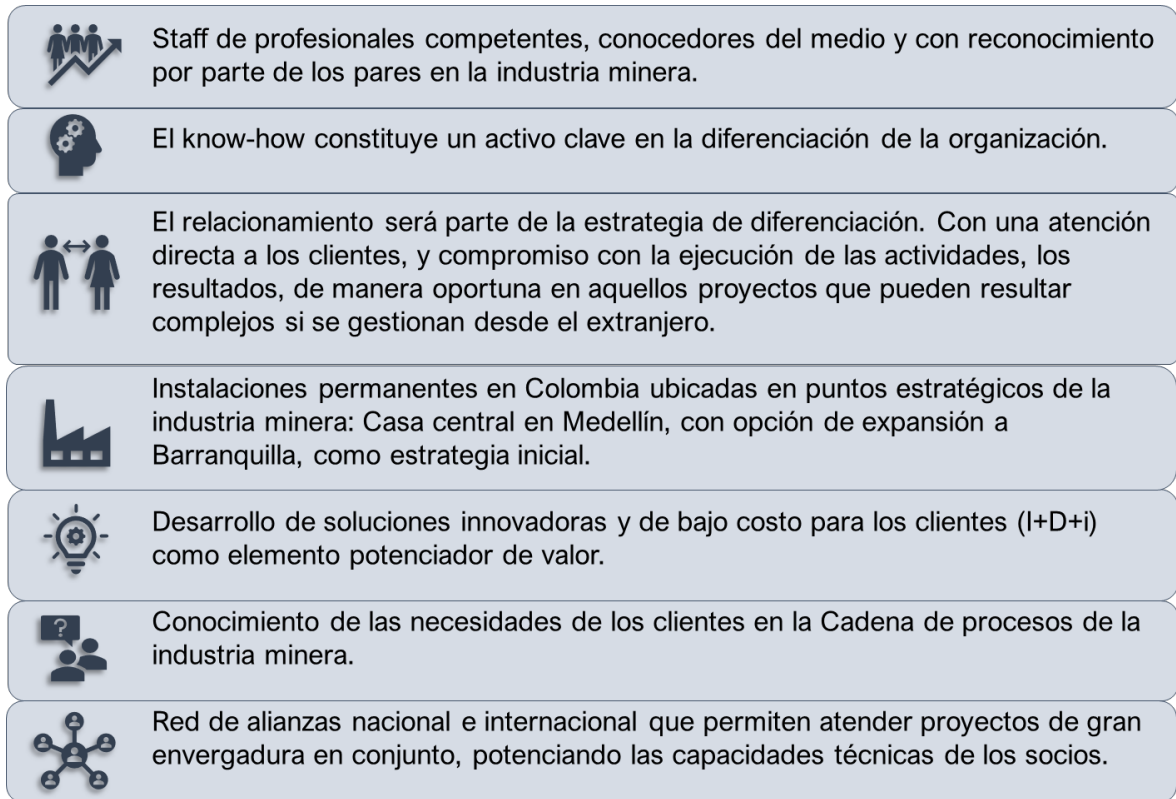 Staff de profesionales competentes, conocedores del medio y con reconocimiento
por parte de los pares en la industria minera.
El know-how constituye un activo clave en la diferenciación de la organización.
El relacionamiento será parte de la estrategia de diferenciación. Con una atención
directa a los clientes, y compromiso con la ejecución de las actividades, los
resultados, de manera oportuna en aquellos proyectos que pueden resultar
complejos si se gestionan desde el extranjero.
Instalaciones permanentes en Colombia ubicadas en puntos estratégicos de la
industria minera: Casa central en Medellín, con opción de expansión a
Barranquilla, como estrategia inicial.
Desarrollo de soluciones innovadoras y de bajo costo para los clientes (I+D+i)
como elemento potenciador de valor.
?
Conocimiento de las necesidades de los clientes en la Cadena de procesos de la
industria minera.
Red de alianzas nacional e internacional que permiten atender proyectos de gran
envergadura en conjunto, potenciando las capacidades técnicas de los socios.